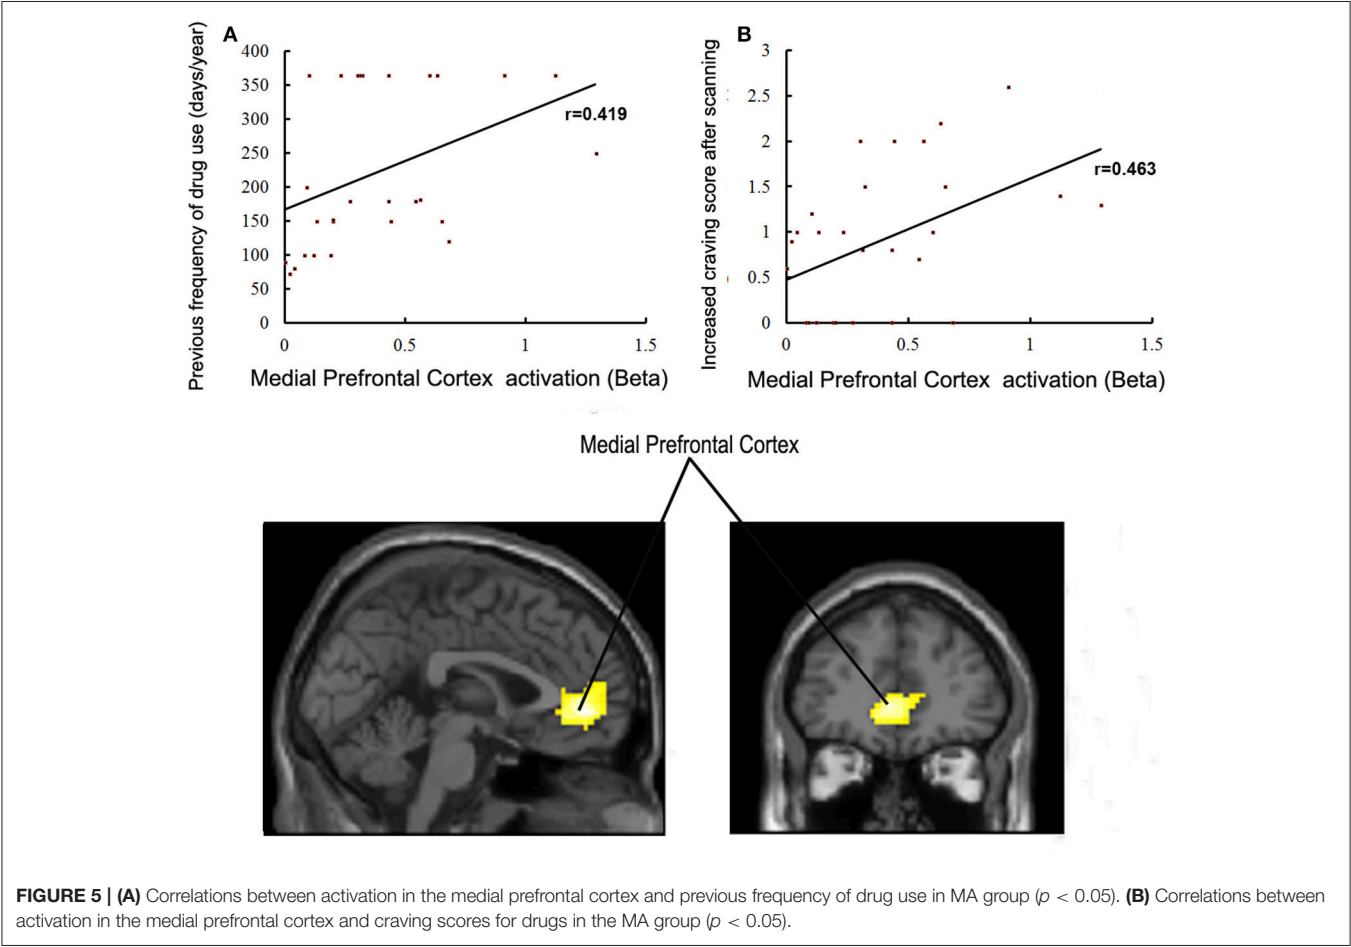 A
Previous frequency of drug use (days/year)
400
350
300
250
200
150
100
50
0
r=0.419
0 0.5 1 1.5
Medial Prefrontal Cortex activation (Beta)
B
Increased craving score after scanning
3
2.5
2
1.5
1
0.5
0
r=0.463
0 0.5 1 1.5
Medial Prefrontal Cortex activation (Beta)
Medial Prefrontal Cortex
FIGURE 5 | (A) Correlations between activation in the medial prefrontal cortex and previous frequency of drug use in MA group (p < 0.05). (B) Correlations between
activation in the medial prefrontal cortex and craving scores for drugs in the MA group (p < 0.05).